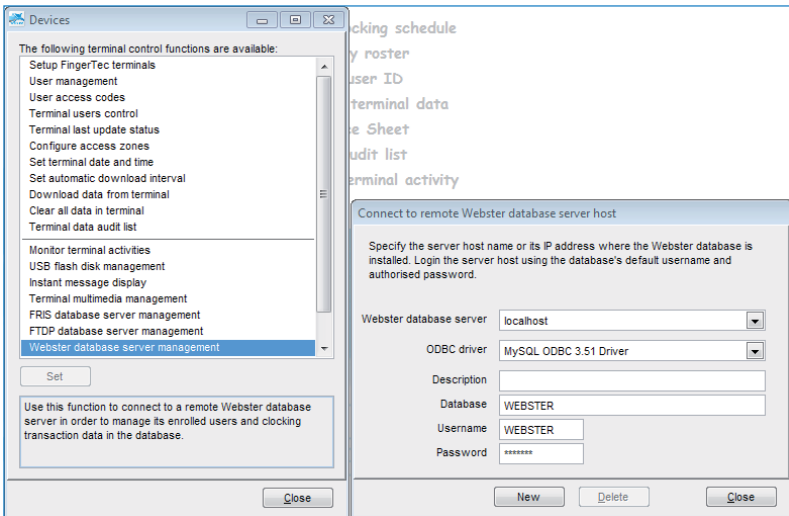 Devices
The following terminal control functions are available:
Setup FingerTec terminals
User management
User access codes
Terminal users control
Terminal last update status
Configure access zones
Set terminal date and time
Set automatic download interval
Download data from terminal
Clear all data in terminal
Terminal data audit list
Monitor terminal activities
USB flash disk management
Instant message display
Terminal multimedia management
FRIS database server management
FTDP database server management
Webster database server management
Set
Use this function to connect to a remote Webster database
server in order to manage its enrolled users and clocking
transaction data in the database.
Close
cking schedule
y roster
user ID
terminal data
e Sheet
udit list
erminal activity
Connect to remote Webster database server host
Specify the server host name or its IP address where the Webster database is
installed. Login the server host using the database's default username and
authorised password.
Webster database server localhost
ODBC driver MySQL ODBC 3.51 Driver
Description
Database WEBSTER
Username WEBSTER
Password *******
New Delete Close